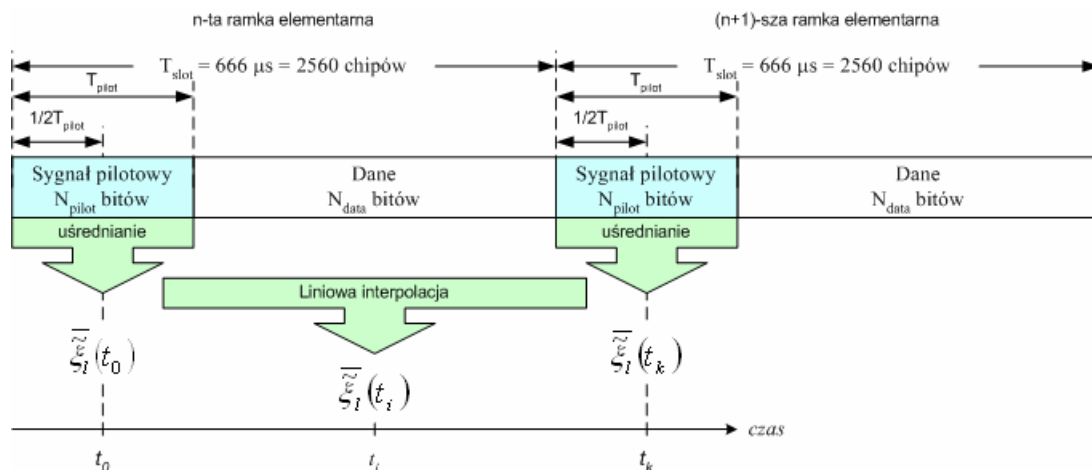 n-ta ramka elementarna
(n+1)-sza ramka elementarna
T_slot = 666 μs = 2560 chipów
T_slot = 666 μs = 2560 chipów
T_pilot
T_pilot
1/2T_pilot
1/2T_pilot
Sygnał pilotowy
N_pilot bitów
Dane
N_data bitów
Sygnał pilotowy
N_pilot bitów
Dane
N_data bitów
uśrednianie
uśrednianie
Liniowa interpolacja
ξ̃̅_l(t_0)
ξ̃̅_l(t_i)
ξ̃̅_l(t_k)
czas
t_0
t_i
t_k